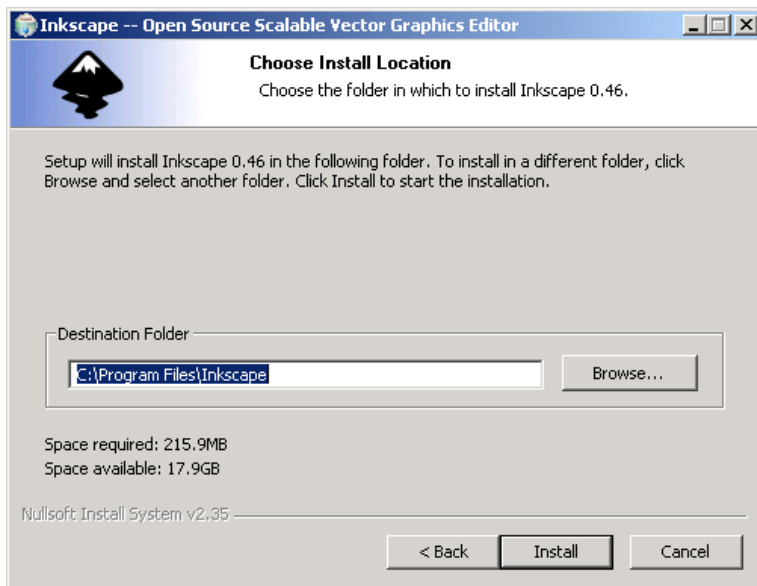 Inkscape -- Open Source Scalable Vector Graphics Editor
Choose Install Location
Choose the folder in which to install Inkscape 0.46.
Setup will install Inkscape 0.46 in the following folder. To install in a different folder, click
Browse and select another folder. Click Install to start the installation.
Destination Folder
C:\Program Files\Inkscape
Browse...
Space required: 215.9MB
Space available: 17.9GB
Nullsoft Install System v2.35
< Back
Install
Cancel